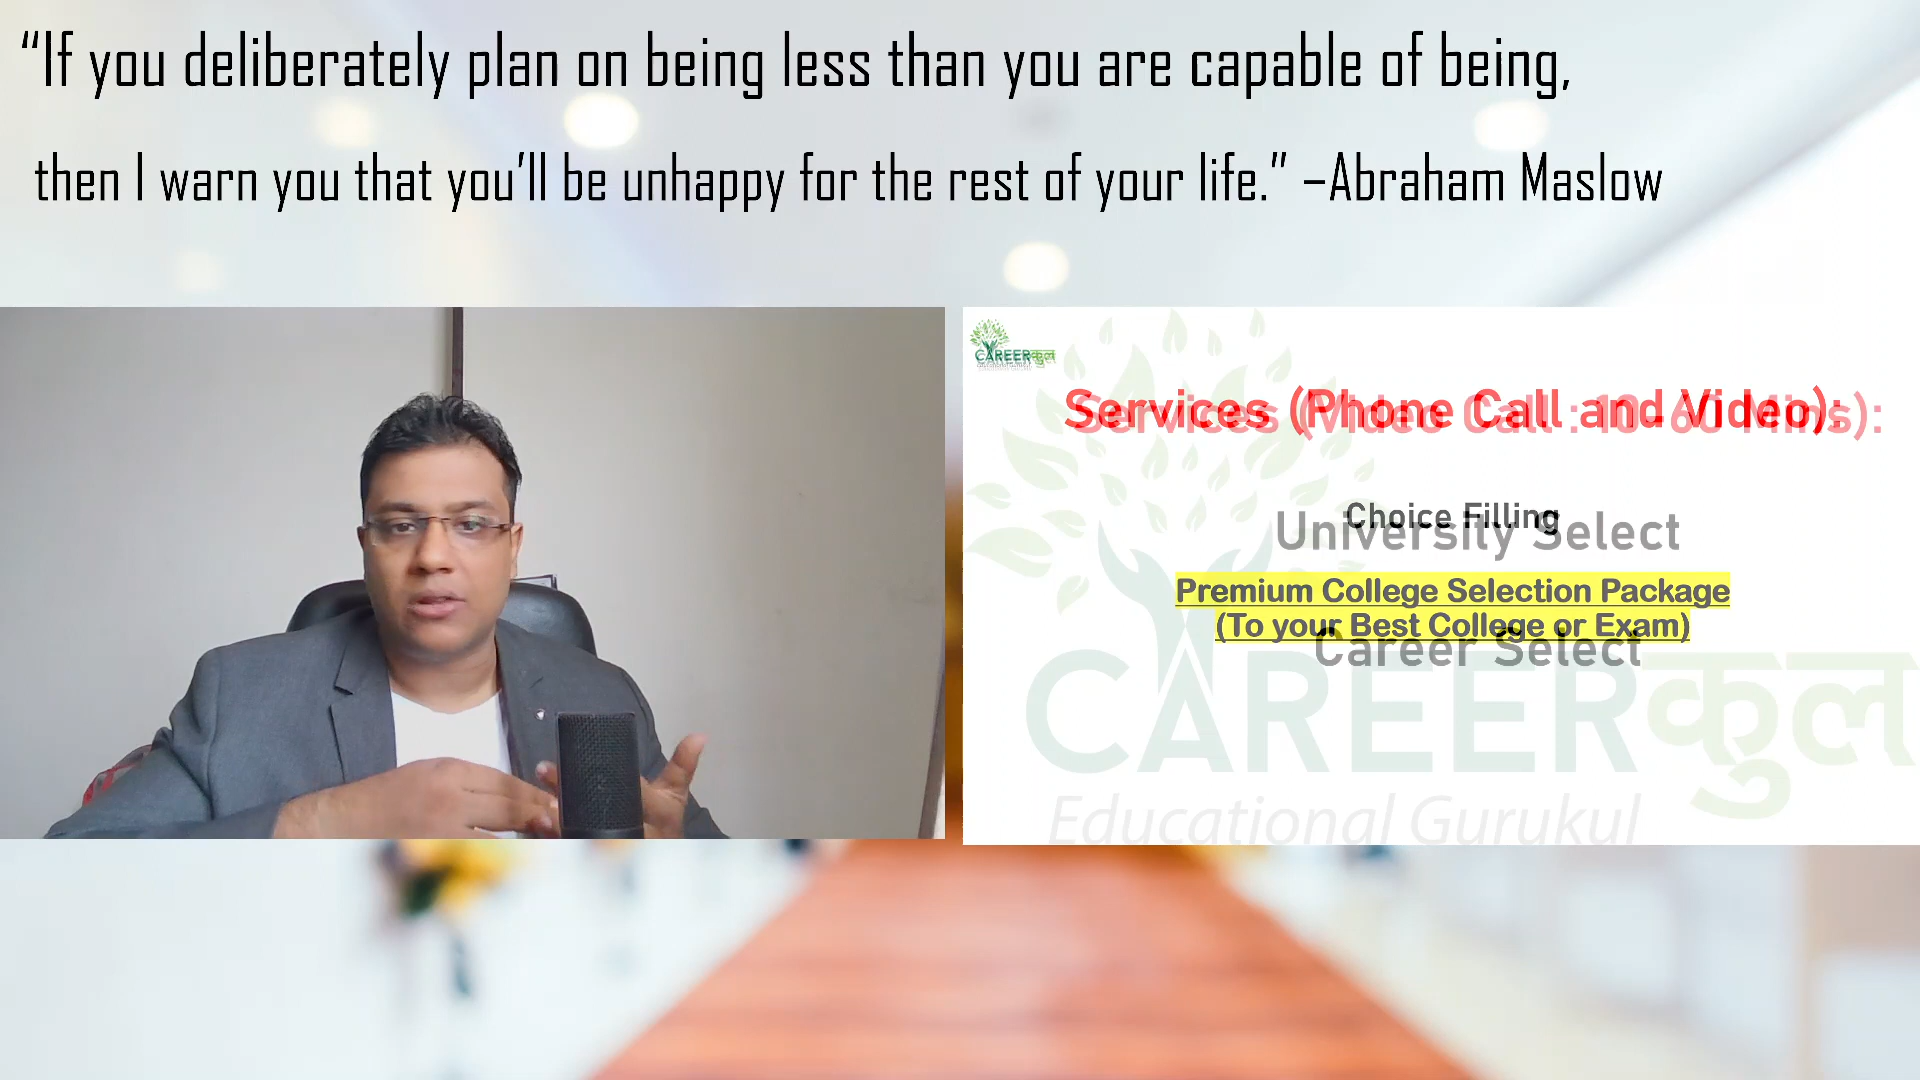 “If you deliberately plan on being less than you are capable of being,
then I warn you that you’ll be unhappy for the rest of your life.” –Abraham Maslow
CAREERकुल
Services (Phone Call and Video):
Services (Video Call : 10- 60 Mins):
Choice Filling
University Select
Premium College Selection Package
(To your Best College or Exam)
Career Select
CAREERकुल
Educational Gurukul